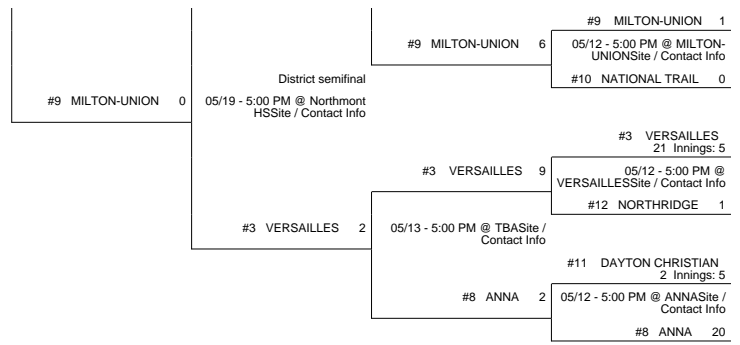 #9 MILTON-UNION 1
#9 MILTON-UNION 6
05/12 - 5:00 PM @ MILTON-
UNIONSite / Contact Info
#10 NATIONAL TRAIL 0
District semifinal
#9 MILTON-UNION 0
05/19 - 5:00 PM @ Northmont
HSSite / Contact Info
#3 VERSAILLES
21 Innings: 5
#3 VERSAILLES 9
05/12 - 5:00 PM @
VERSAILLESSite / Contact Info
#12 NORTHRIDGE 1
#3 VERSAILLES 2
05/13 - 5:00 PM @ TBASite /
Contact Info
#11 DAYTON CHRISTIAN
2 Innings: 5
#8 ANNA 2
05/12 - 5:00 PM @ ANNASite /
Contact Info
#8 ANNA 20